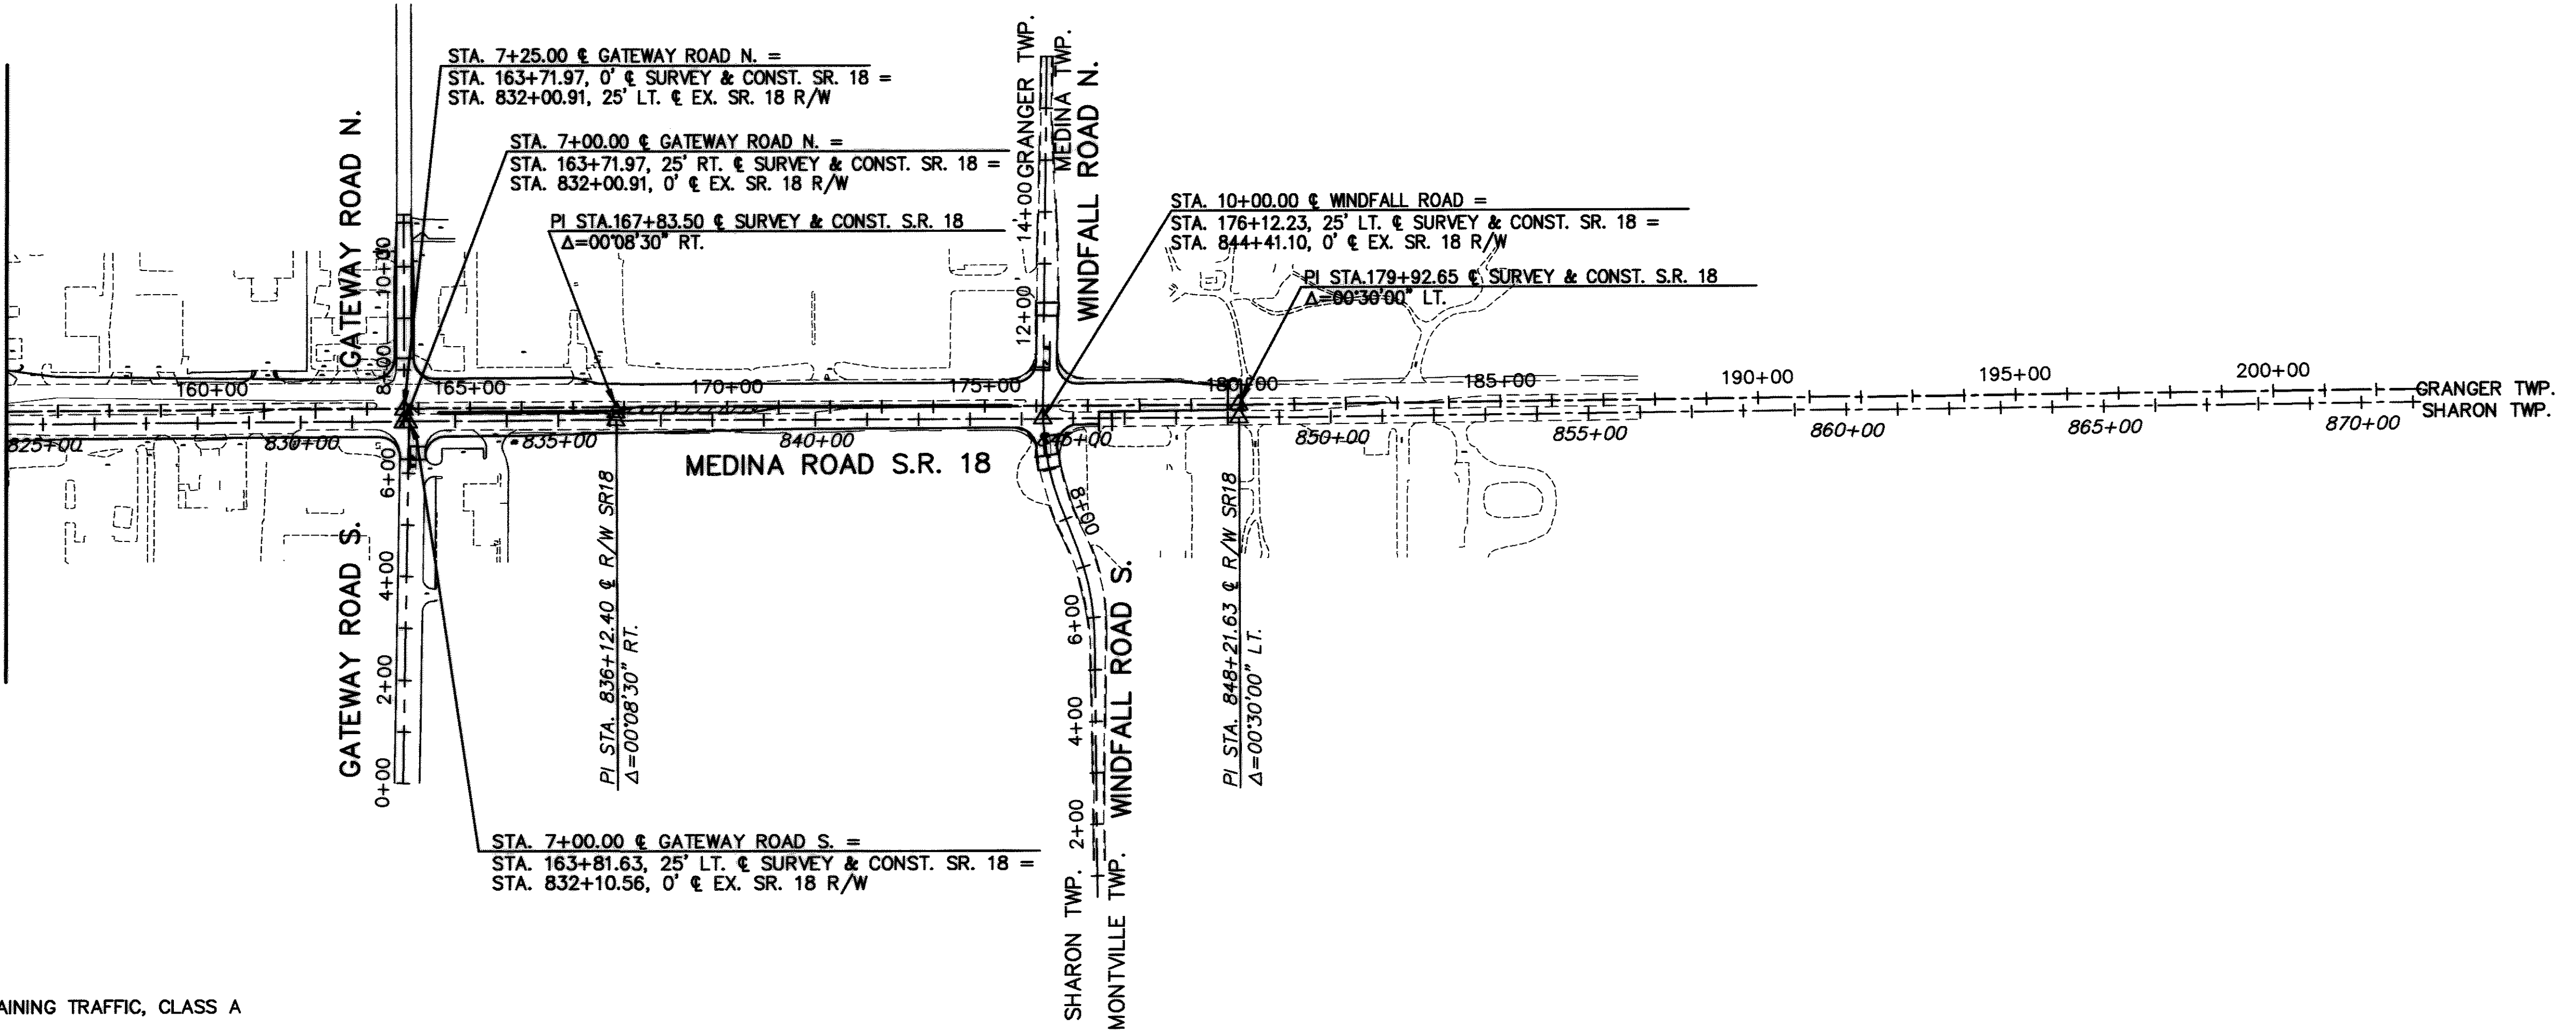 STA. 7+25.00 ℄ GATEWAY ROAD N. =
STA. 163+71.97, 0' ℄ SURVEY & CONST. SR. 18 =
STA. 832+00.91, 25' LT. ℄ EX. SR. 18 R/W
STA. 7+00.00 ℄ GATEWAY ROAD N. =
STA. 163+71.97, 25' RT. ℄ SURVEY & CONST. SR. 18 =
STA. 832+00.91, 0' ℄ EX. SR. 18 R/W
PI STA.167+83.50 ℄ SURVEY & CONST. S.R. 18
Δ=00°08'30" RT.
STA. 10+00.00 ℄ WINDFALL ROAD =
STA. 176+12.23, 25' LT. ℄ SURVEY & CONST. SR. 18 =
STA. 844+41.10, 0' ℄ EX. SR. 18 R/W
PI STA.179+92.65 ℄ SURVEY & CONST. S.R. 18
Δ=00°30'00" LT.
GATEWAY ROAD N.
10+00
8+00
GRANGER TWP.
MEDINA TWP.
WINDFALL ROAD N.
14+00
12+00
160+00
165+00
170+00
175+00
180+00
185+00
190+00
195+00
200+00
GRANGER TWP.
SHARON TWP.
825+00
830+00
835+00
840+00
845+00
850+00
855+00
860+00
865+00
870+00
MEDINA ROAD S.R. 18
GATEWAY ROAD S.
6+00
4+00
2+00
0+00
PI STA. 836+12.40 ℄ R/W SR18
Δ=00°08'30" RT.
8+00
6+00
4+00
2+00
WINDFALL ROAD S.
SHARON TWP.
MONTVILLE TWP.
PI STA. 848+21.63 ℄ R/W SR18
Δ=00°30'00" LT.
STA. 7+00.00 ℄ GATEWAY ROAD S. =
STA. 163+81.63, 25' LT. ℄ SURVEY & CONST. SR. 18 =
STA. 832+10.56, 0' ℄ EX. SR. 18 R/W
AINING TRAFFIC, CLASS A